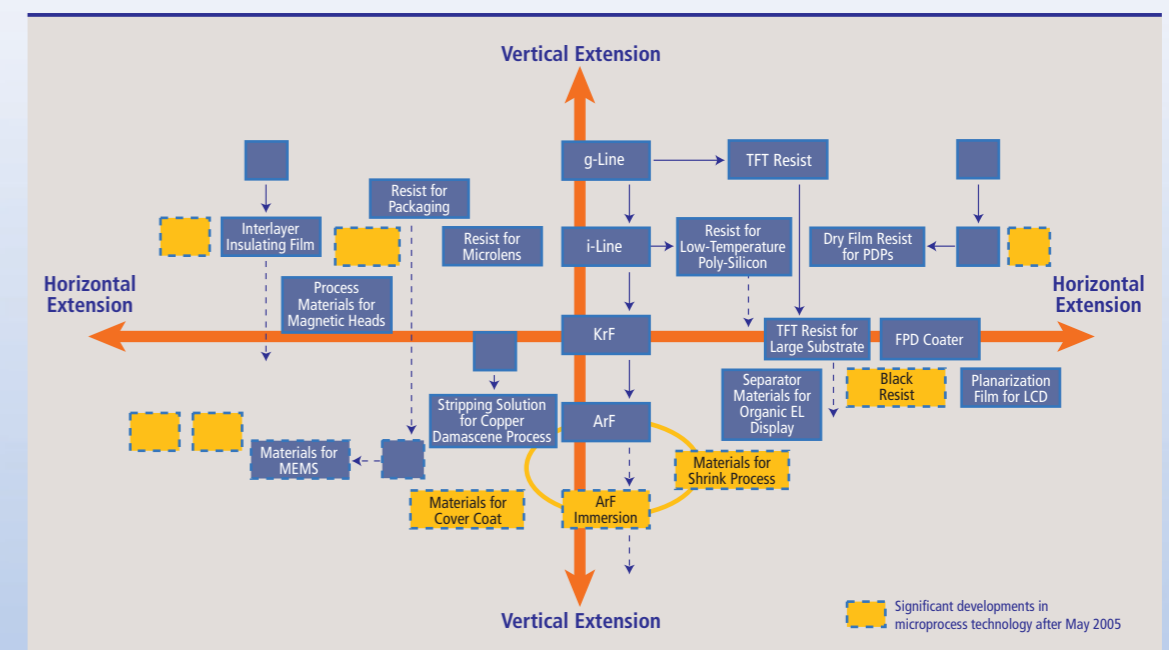 Vertical Extension
g-Line
TFT Resist
Resist for
Packaging
Interlayer
Insulating Film
Resist for
Microlens
i-Line
Resist for
Low-Temperature
Poly-Silicon
Dry Film Resist
for PDPs
Horizontal
Extension
Process
Materials for
Magnetic Heads
Horizontal
Extension
KrF
TFT Resist for
Large Substrate
FPD Coater
Stripping Solution
for Copper
Damascene Process
ArF
Separator
Materials for
Organic EL
Display
Black
Resist
Planarization
Film for LCD
Materials for
MEMS
Materials for
Shrink Process
Materials for
Cover Coat
ArF
Immersion
Vertical Extension
Significant developments in
microprocess technology after May 2005